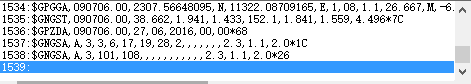 1534:$GPGGA,090706.00,2307.56648095,N,11322.08709165,E,1,08,1.1,26.667,M,-6.
1535:$GNGST,090706.00,38.662,1.941,1.433,152.1,1.841,1.559,4.496*7C
1536:$GPZDA,090706.00,27,06,2016,00,00*68
1537:$GNGSA,A,3,3,6,17,19,28,2,,,,,,,2.3,1.1,2.0*1C
1538:$GNGSA,A,3,101,108,,,,,,,,,,,2.3,1.1,2.0*26
1539: